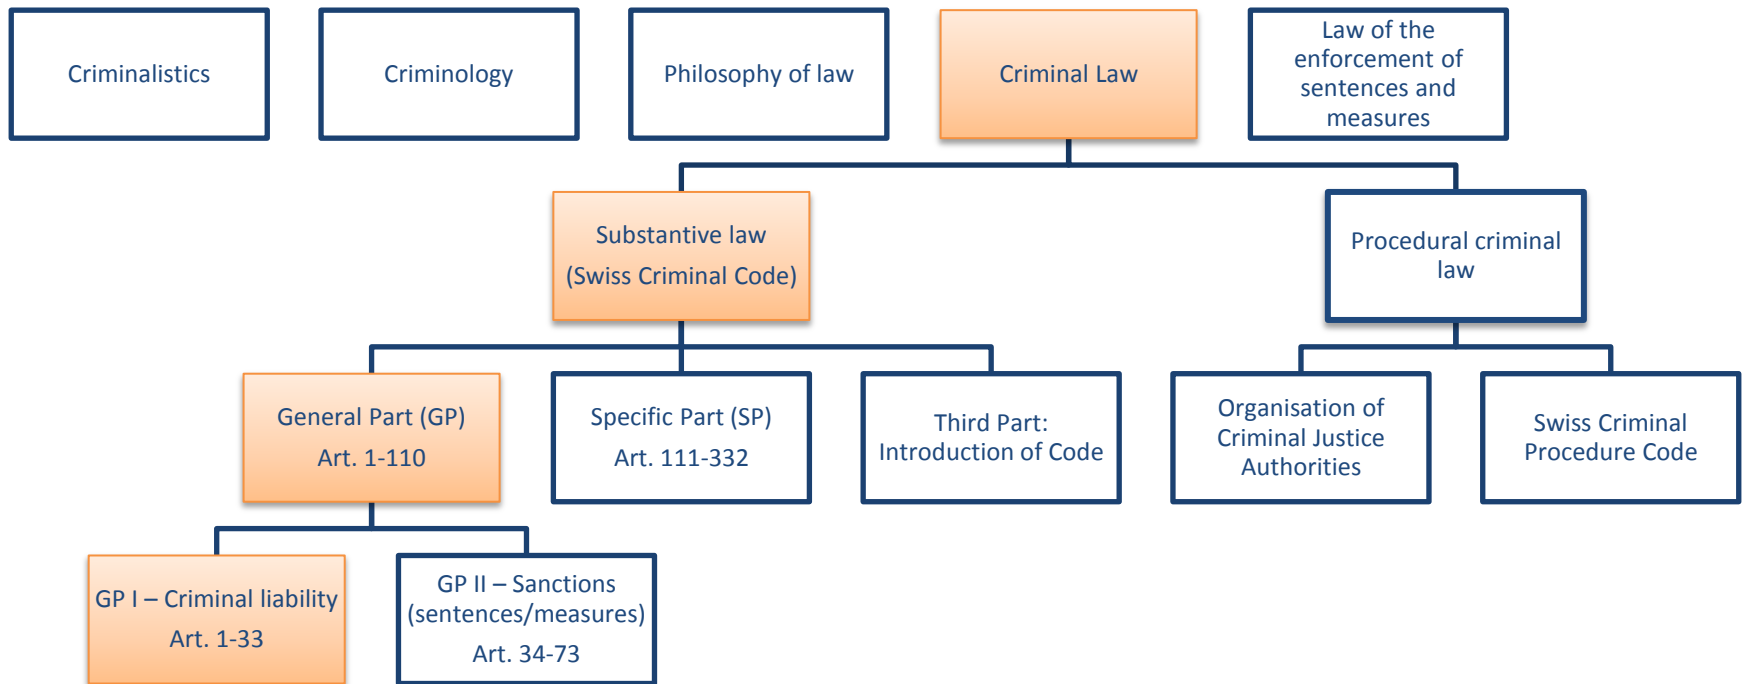 Criminalistics
Criminology
Philosophy of law
Criminal Law
Law of the
enforcement of
sentences and
measures
Substantive law
(Swiss Criminal Code)
Procedural criminal
law
General Part (GP)
Art. 1-110
Specific Part (SP)
Art. 111-332
Third Part:
Introduction of Code
Organisation of
Criminal Justice
Authorities
Swiss Criminal
Procedure Code
GP I – Criminal liability
Art. 1-33
GP II – Sanctions
(sentences/measures)
Art. 34-73